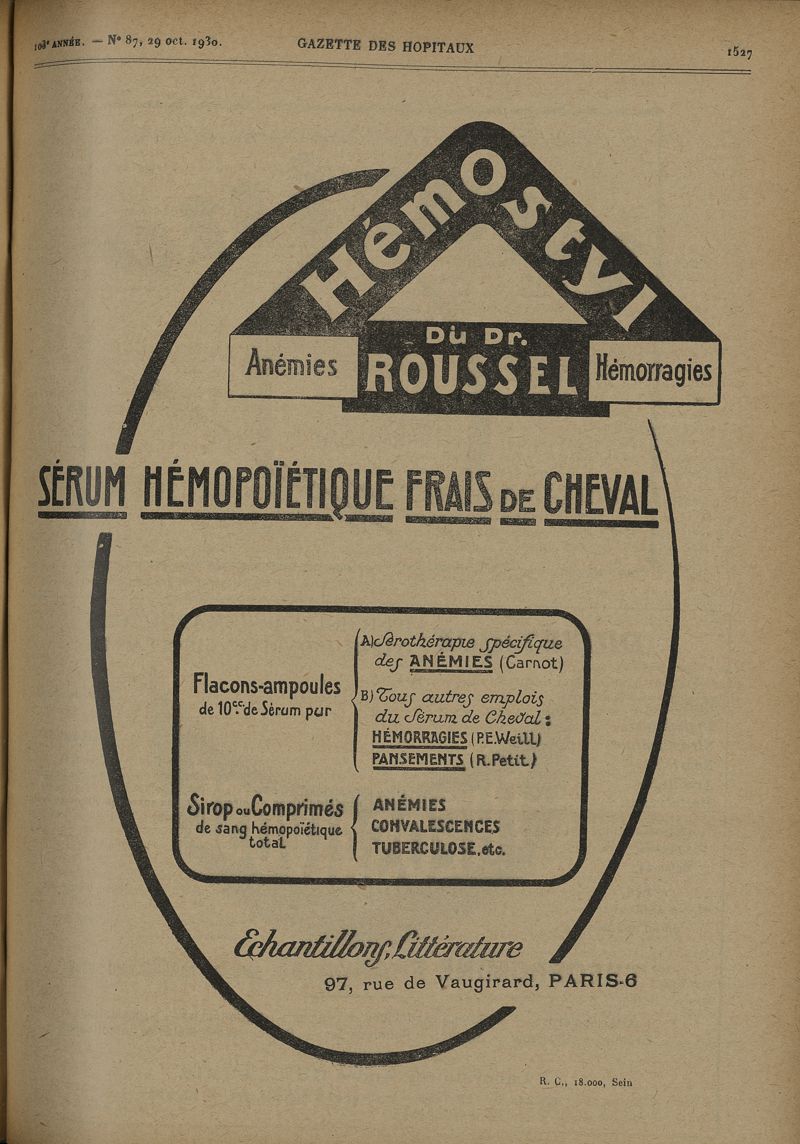 103e ANNÉE. — N° 87, 29 OCT. 1930.
GAZETTE DES HOPITAUX
1527
Hémostyl
Du Dr.
ROUSSEL
Anémies
Hémorragies
SÉRUM HÉMOPOÏÉTIQUE FRAIS DE CHEVAL
Flacons-ampoules
de 10cc. de Sérum pur
A) Sérothérapie spécifique
des ANÉMIES (Carnot)
B) Tous autres emplois
du Sérum de Cheval :
HÉMORRAGIES (P.E.Weill)
PANSEMENTS (R.Petit)
Sirop ou Comprimés
de sang hémopoïétique
total
ANÉMIES
CONVALESCENCES
TUBERCULOSE, etc.
Echantillons, Littérature
97, rue de Vaugirard, PARIS-6
R. C., 18.000, Sein